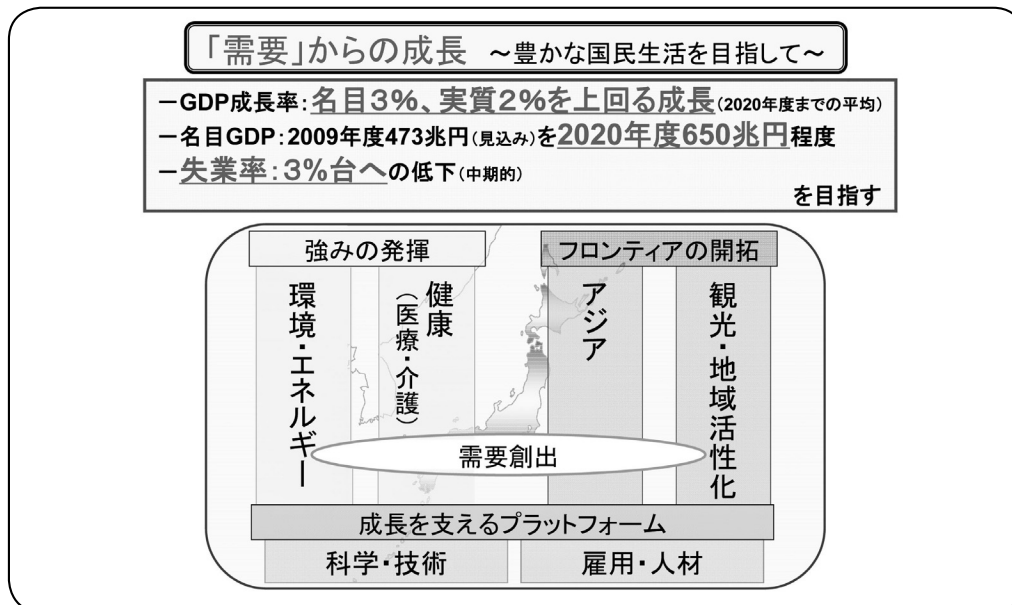 「需要」からの成長 ～豊かな国民生活を目指して～
－GDP成長率：名目3%、実質2%を上回る成長(2020年度までの平均)
－名目GDP：2009年度473兆円(見込み)を2020年度650兆円程度
－失業率：3%台への低下(中期的)
を目指す
強みの発揮
フロンティアの開拓
環境・エネルギー
健康
（医療・介護）
アジア
観光・地域活性化
需要創出
成長を支えるプラットフォーム
科学・技術
雇用・人材